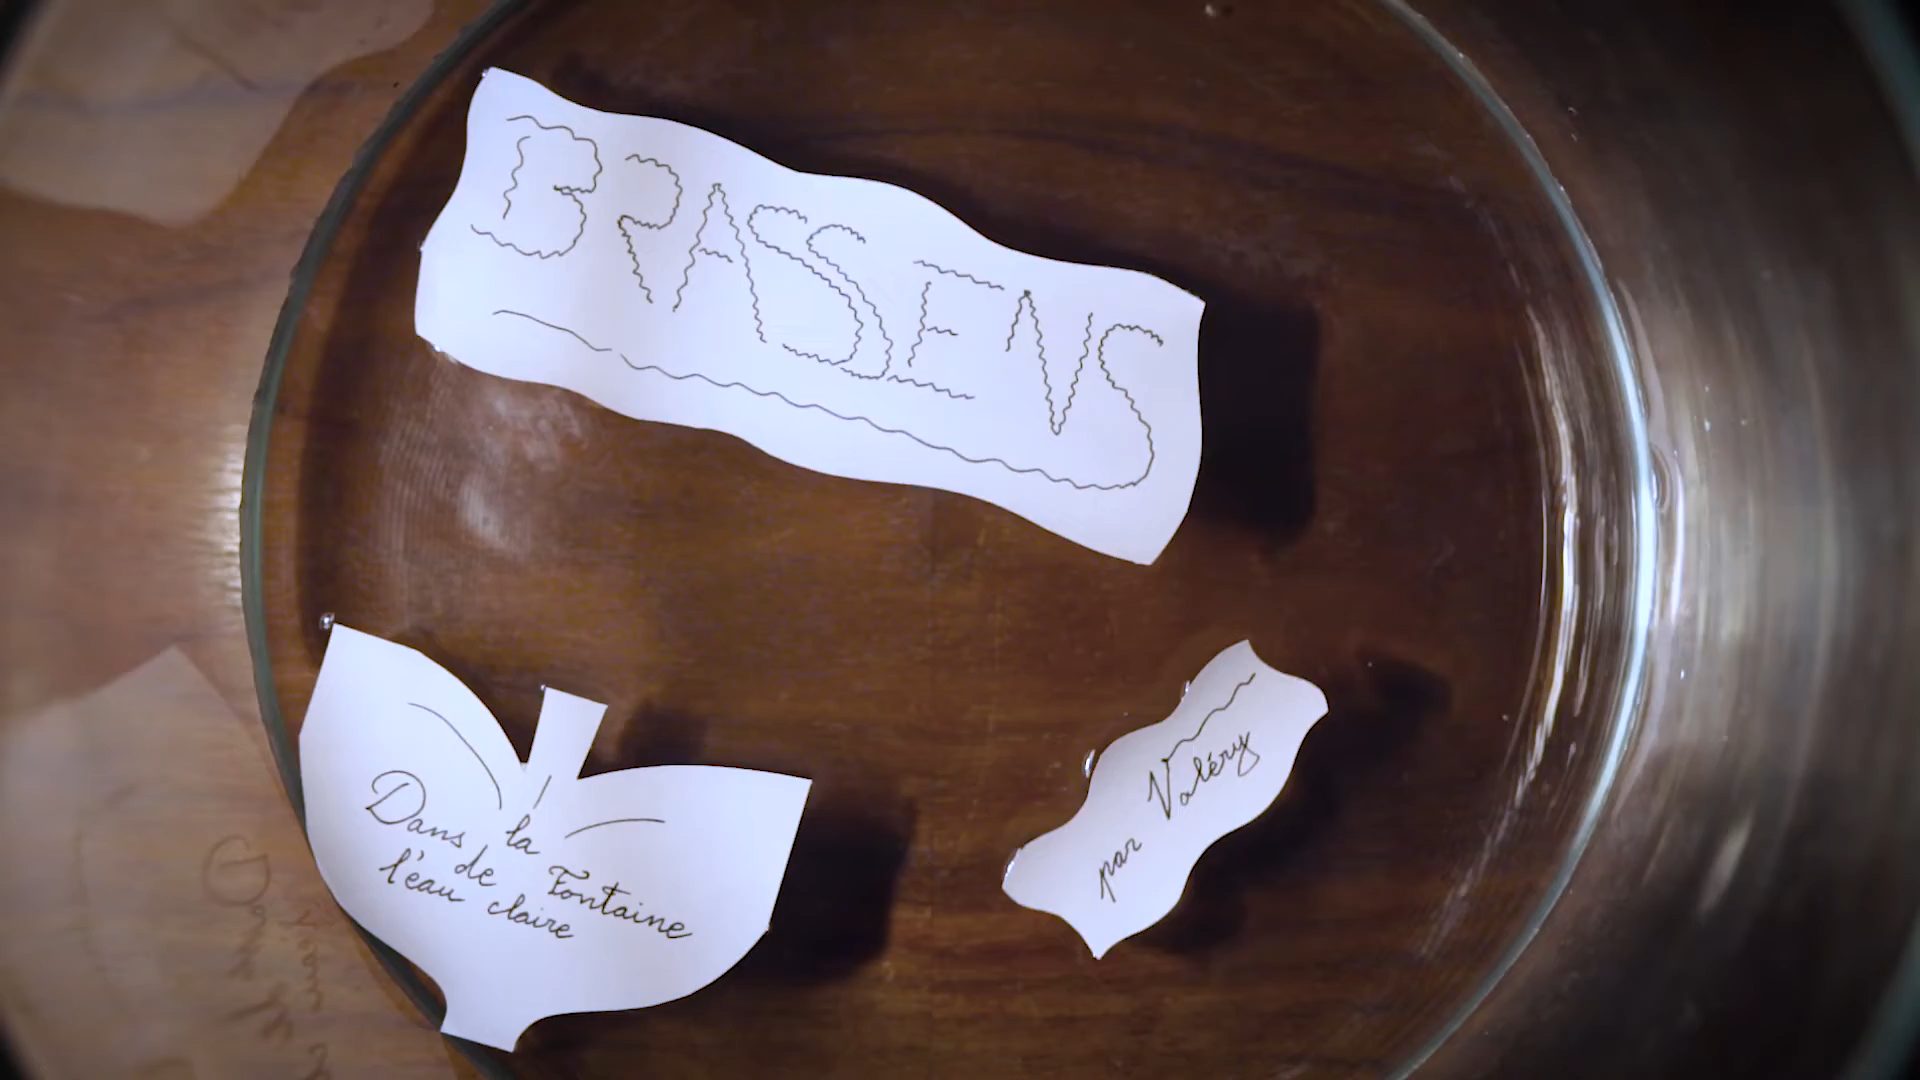 BRASSENS
Dans la
de Fontaine
l'eau claire
par Valéry